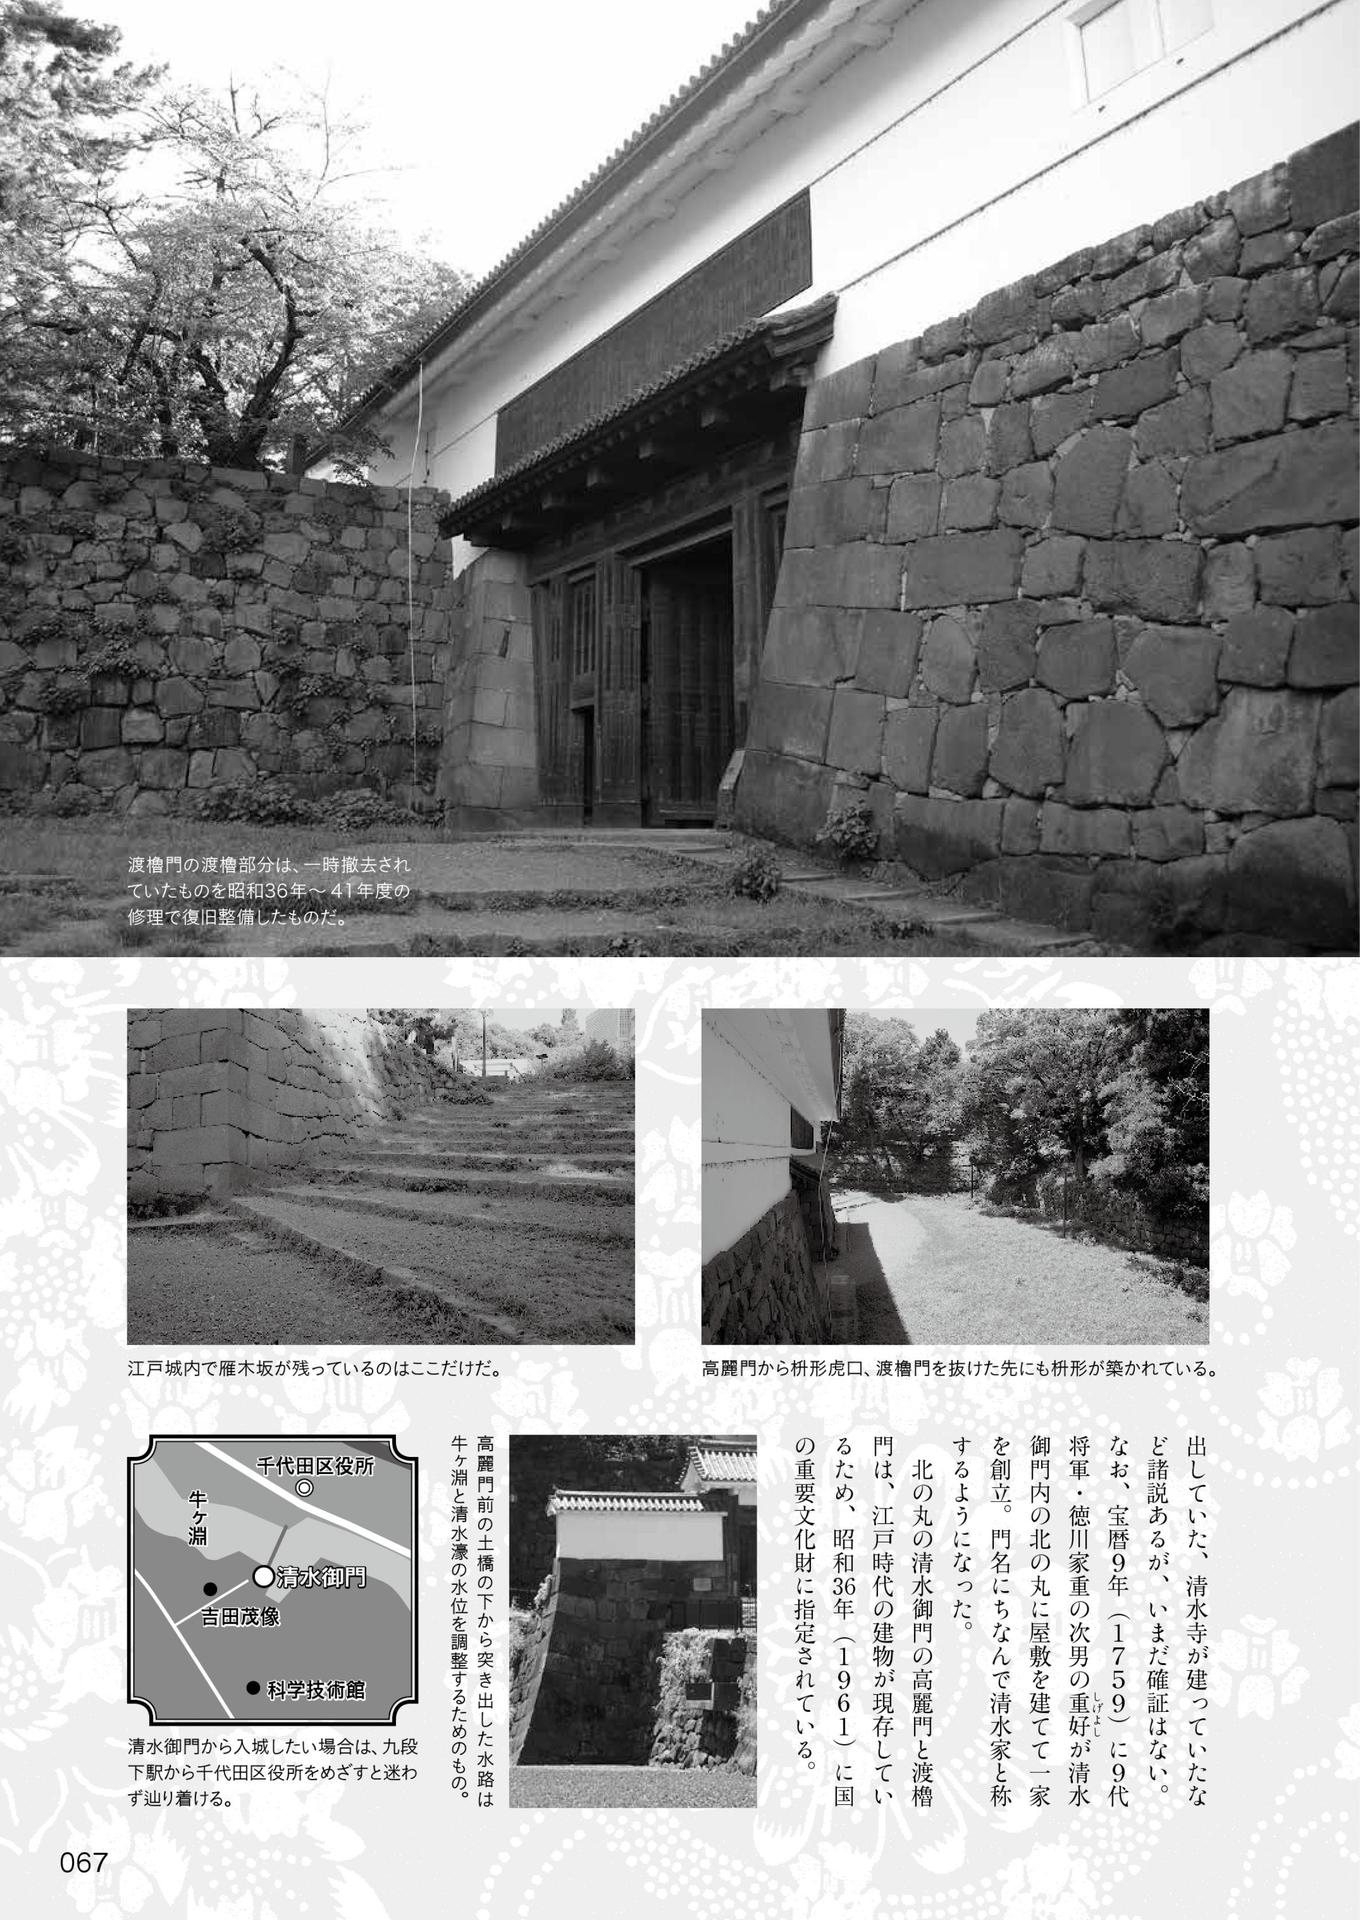 渡櫓門の渡櫓部分は、一時撤去され
ていたものを昭和36年～41年度の
修理で復旧整備したものだ。
江戸城内で雁木坂が残っているのはここだけだ。
高麗門から枡形虎口、渡櫓門を抜けた先にも枡形が築かれている。
出していた、清水寺が建っていたな
ど諸説あるが、いまだ確証はない。
なお、宝暦9年（1759）に9代
将軍・徳川家重の次男の重好が清水
しげよし
御門内の北の丸に屋敷を建てて一家
を創立。門名にちなんで清水家と称
するようになった。
北の丸の清水御門の高麗門と渡櫓
門は、江戸時代の建物が現存してい
るため、昭和36年（1961）に国
の重要文化財に指定されている。
高麗門前の土橋の下から突き出した水路は
牛ヶ淵と清水濠の水位を調整するためのもの。
千代田区役所
牛ヶ淵
清水御門
吉田茂像
科学技術館
清水御門から入城したい場合は、九段
下駅から千代田区役所をめざすと迷わ
ず辿り着ける。
067